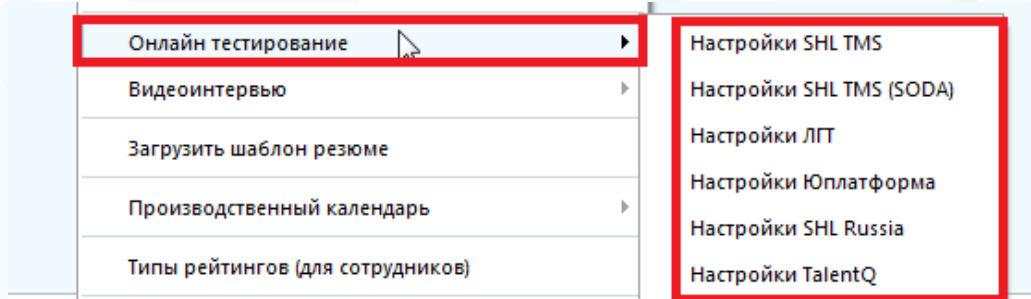 Онлайн тестирование
Видеоинтервью
Загрузить шаблон резюме
Производственный календарь
Типы рейтингов (для сотрудников)
Настройки SHL TMS
Настройки SHL TMS (SODA)
Настройки ЛГТ
Настройки Юплатформа
Настройки SHL Russia
Настройки TalentQ